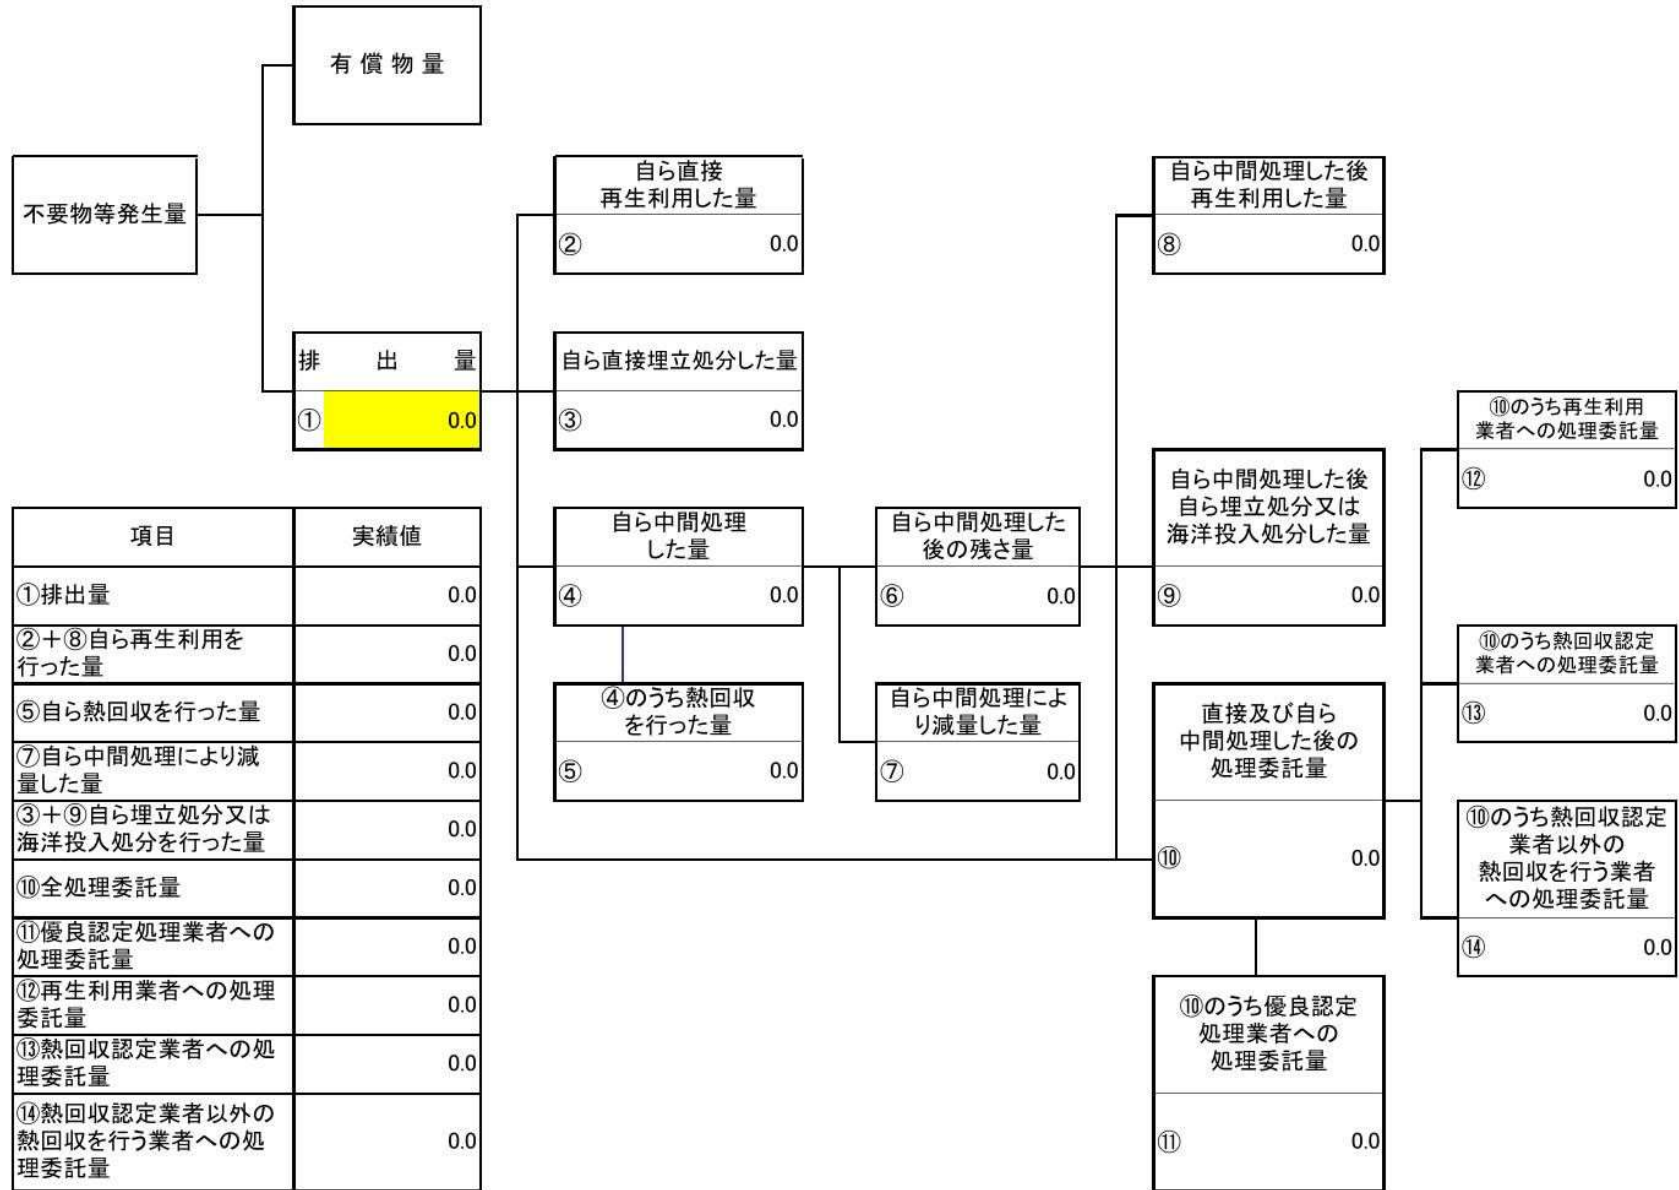 有償物量
不要物等発生量
排出量
① 0.0
自ら直接
再生利用した量
② 0.0
自ら直接埋立処分した量
③ 0.0
自ら中間処理
した量
④ 0.0
④のうち熱回収
を行った量
⑤ 0.0
自ら中間処理した
後の残さ量
⑥ 0.0
自ら中間処理によ
り減量した量
⑦ 0.0
自ら中間処理した後
再生利用した量
⑧ 0.0
自ら中間処理した後
自ら埋立処分又は
海洋投入処分した量
⑨ 0.0
直接及び自ら
中間処理した後の
処理委託量
⑩ 0.0
⑩のうち優良認定
処理業者への
処理委託量
⑪ 0.0
⑩のうち再生利用
業者への処理委託量
⑫ 0.0
⑩のうち熱回収認定
業者への処理委託量
⑬ 0.0
⑩のうち熱回収認定
業者以外の
熱回収を行う業者
への処理委託量
⑭ 0.0
項目 実績値
①排出量 0.0
②+⑧自ら再生利用を
行った量 0.0
⑤自ら熱回収を行った量 0.0
⑦自ら中間処理により減
量した量 0.0
③+⑨自ら埋立処分又は
海洋投入処分を行った量 0.0
⑩全処理委託量 0.0
⑪優良認定処理業者への
処理委託量 0.0
⑫再生利用業者への処理
委託量 0.0
⑬熱回収認定業者への処
理委託量 0.0
⑭熱回収認定業者以外の
熱回収を行う業者への処
理委託量 0.0